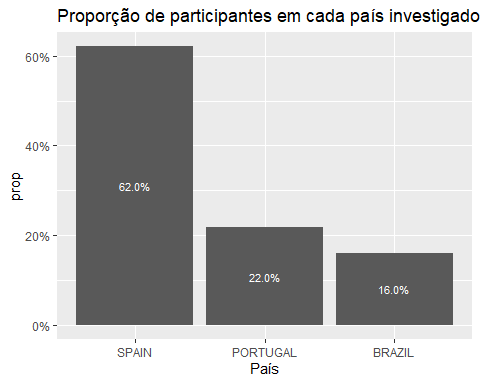 Proporção de participantes em cada país investigado
60%
40%
20%
0%
prop
62.0%
22.0%
16.0%
SPAIN
PORTUGAL
BRAZIL
País